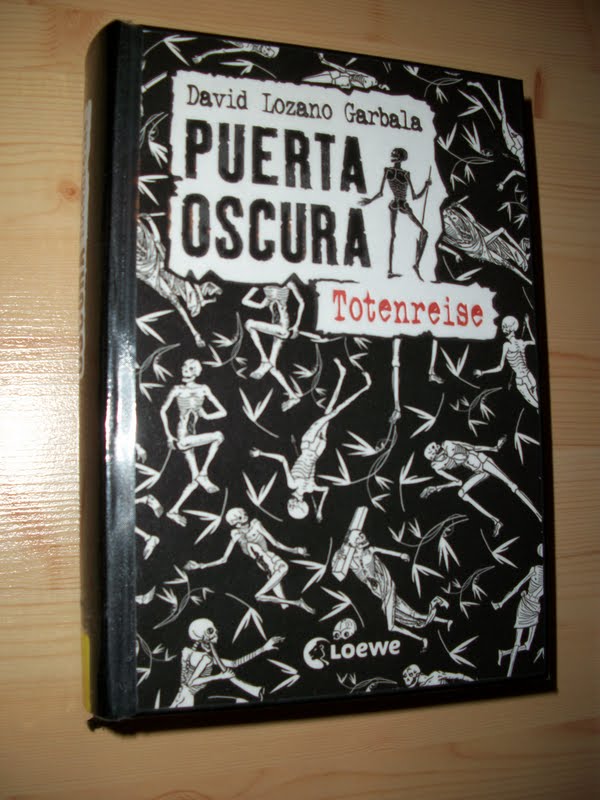 David Lozano Garbala
PUERTA
OSCURA
Totenreise
Loewe